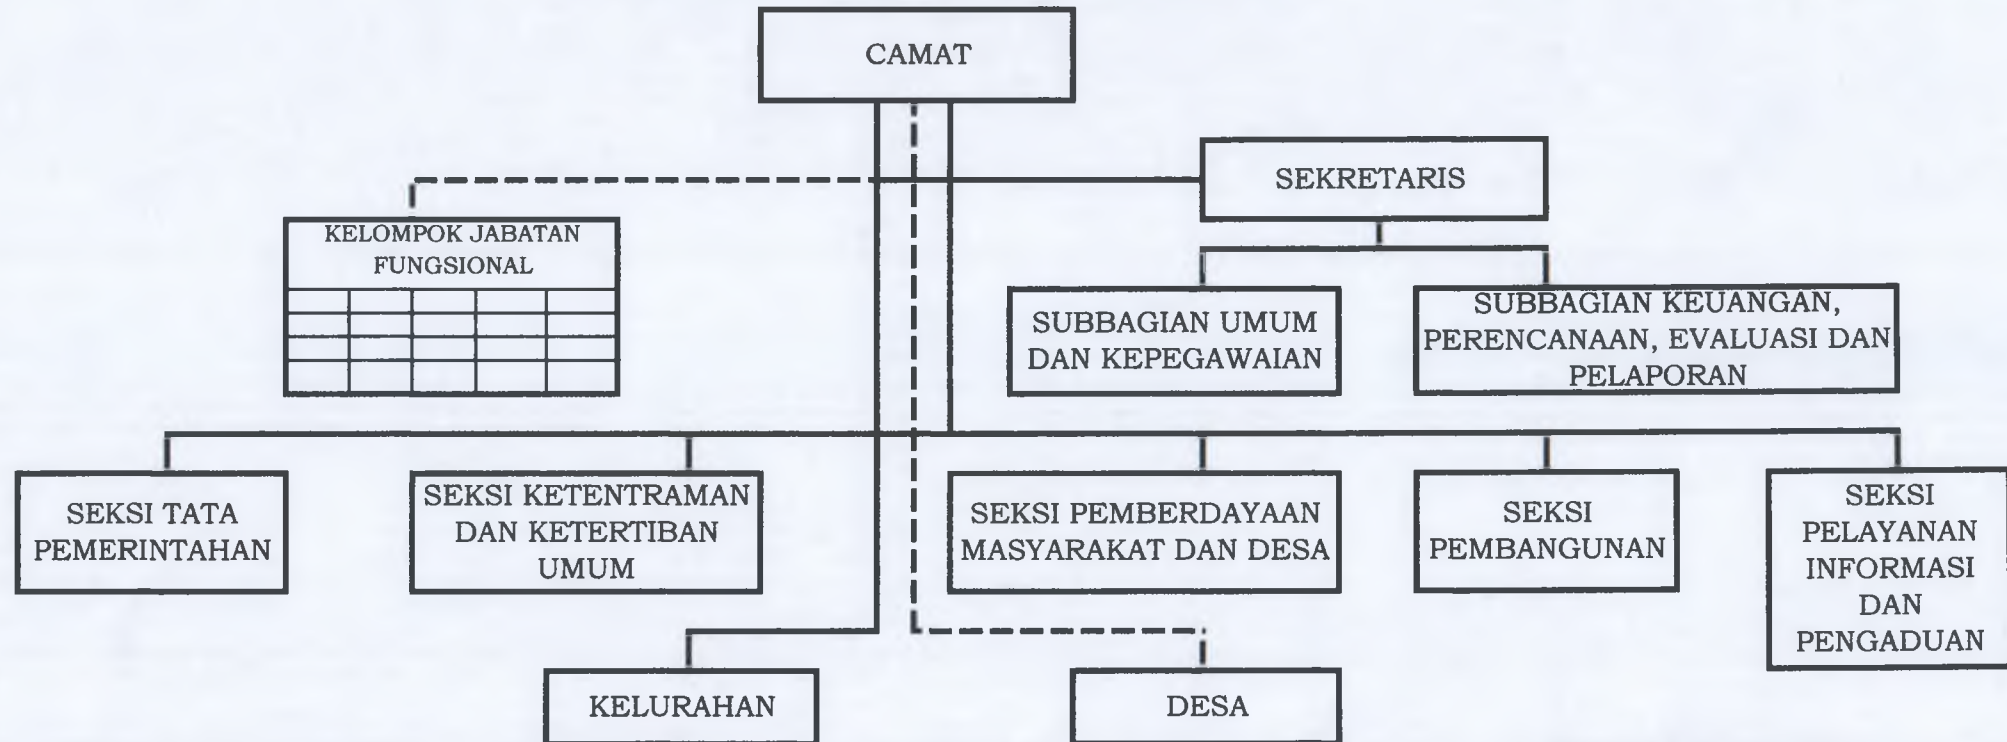 CAMAT
SEKRETARIS
KELOMPOK JABATAN
FUNGSIONAL
SUBBAGIAN UMUM
DAN KEPEGAWAIAN
SUBBAGIAN KEUANGAN,
PERENCANAAN, EVALUASI DAN
PELAPORAN
SEKSI TATA
PEMERINTAHAN
SEKSI KETENTRAMAN
DAN KETERTIBAN
UMUM
SEKSI PEMBERDAYAAN
MASYARAKAT DAN DESA
SEKSI
PEMBANGUNAN
SEKSI
PELAYANAN
INFORMASI
DAN
PENGADUAN
KELURAHAN
DESA